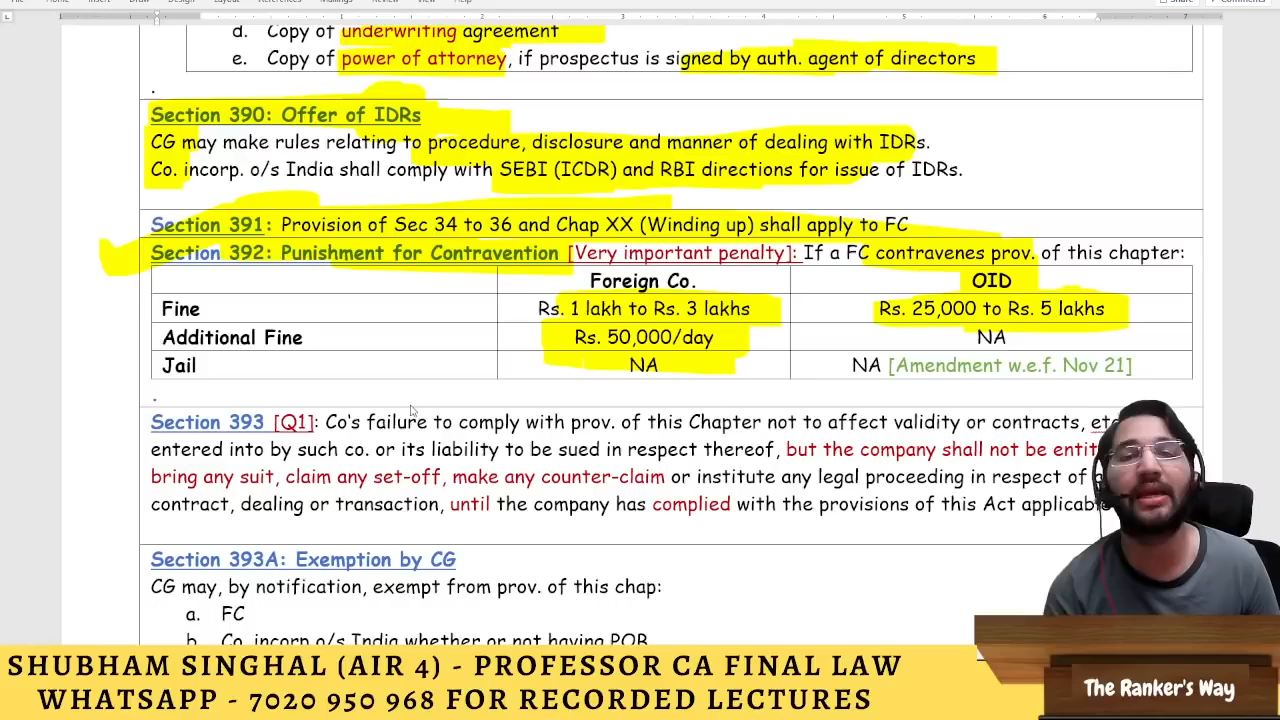 d. Copy of underwriting agreement
e. Copy of power of attorney, if prospectus is signed by auth. agent of directors
.
Section 390: Offer of IDRs
CG may make rules relating to procedure, disclosure and manner of dealing with IDRs.
Co. incorp. o/s India shall comply with SEBI (ICDR) and RBI directions for issue of IDRs.
Section 391: Provision of Sec 34 to 36 and Chap XX (Winding up) shall apply to FC
Section 392: Punishment for Contravention [Very important penalty]: If a FC contravenes prov. of this chapter:
Foreign Co. OID
Fine Rs. 1 lakh to Rs. 3 lakhs Rs. 25,000 to Rs. 5 lakhs
Additional Fine Rs. 50,000/day NA
Jail NA NA [Amendment w.e.f. Nov 21]
.
Section 393 [Q1]: Co's failure to comply with prov. of this Chapter not to affect validity or contracts,
entered into by such co. or its liability to be sued in respect thereof, but the company shall not be
bring any suit, claim any set-off, make any counter-claim or institute any legal proceeding in respect of
contract, dealing or transaction, until the company has complied with the provisions of this Act
Section 393A: Exemption by CG
CG may, by notification, exempt from prov. of this chap:
a. FC
b. Co. incorp o/s India whether or not having POB
SHUBHAM SINGHAL (AIR 4) - PROFESSOR CA FINAL LAW
WHATSAPP - 7020 950 968 FOR RECORDED LECTURES
The Ranker's Way